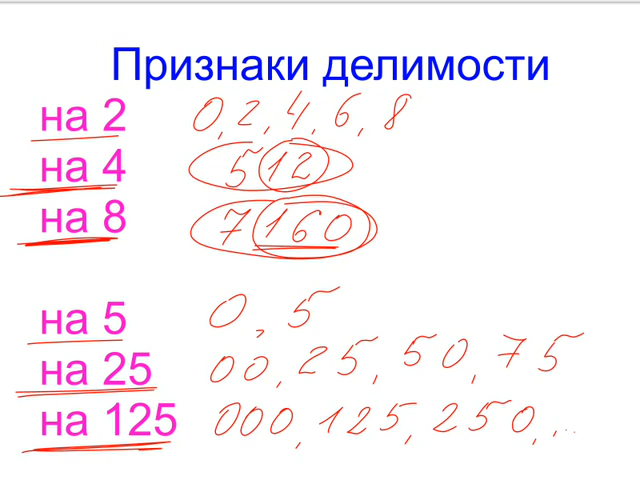 Признаки делимости
на 2 0, 2, 4, 6, 8
на 4 512
на 8 7160
на 5 0, 5
на 25 00, 25, 50, 75
на 125 000, 125, 250, ...